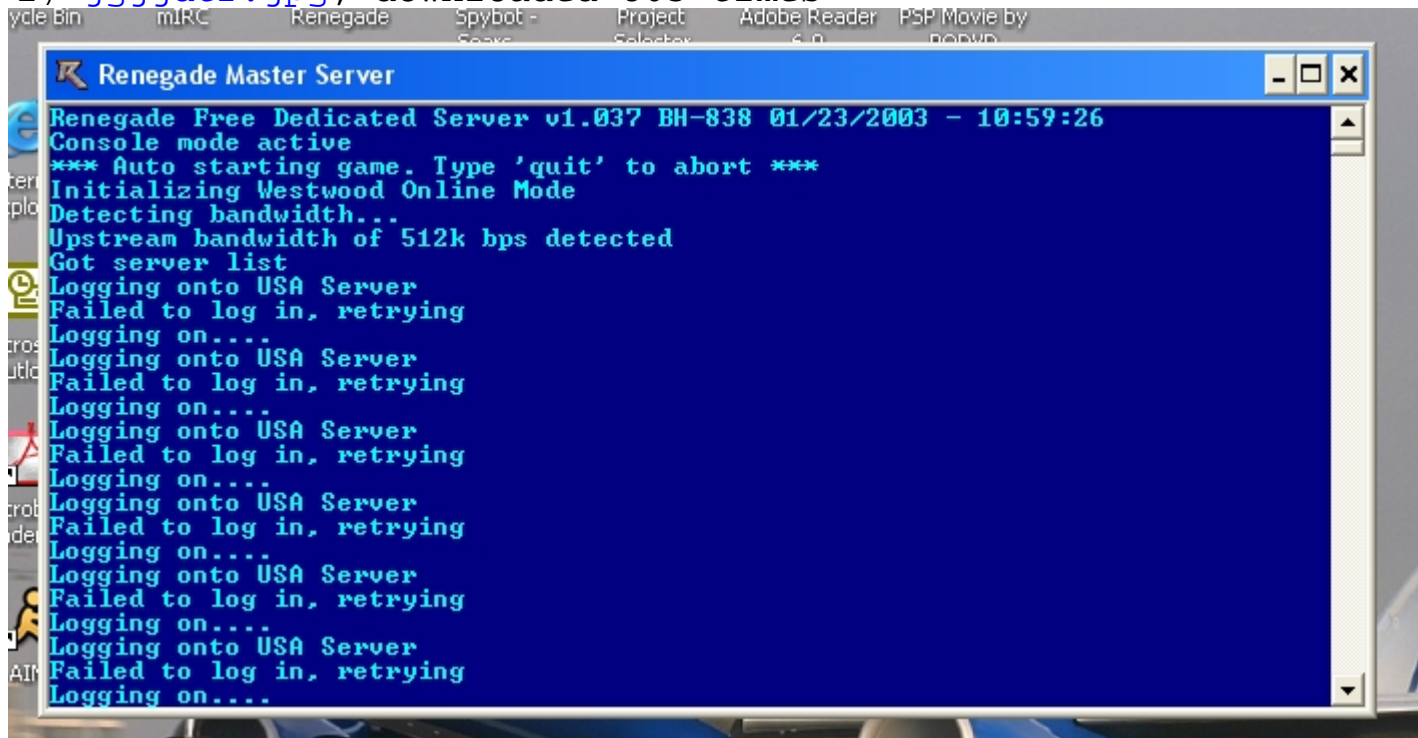 ycle Bin mIRC Renegade Spybot - Project Adobe Reader PSP Movie by
Renegade Master Server
Renegade Free Dedicated Server v1.037 BH-838 01/23/2003 - 10:59:26
Console mode active
*** Auto starting game. Type 'quit' to abort ***
Initializing Westwood Online Mode
Detecting bandwidth...
Upstream bandwidth of 512k bps detected
Got server list
Logging onto USA Server
Failed to log in, retrying
Logging on....
Logging onto USA Server
Failed to log in, retrying
Logging on....
Logging onto USA Server
Failed to log in, retrying
Logging on....
Logging onto USA Server
Failed to log in, retrying
Logging on....
Logging onto USA Server
Failed to log in, retrying
Logging on....
Logging onto USA Server
Failed to log in, retrying
Logging on....